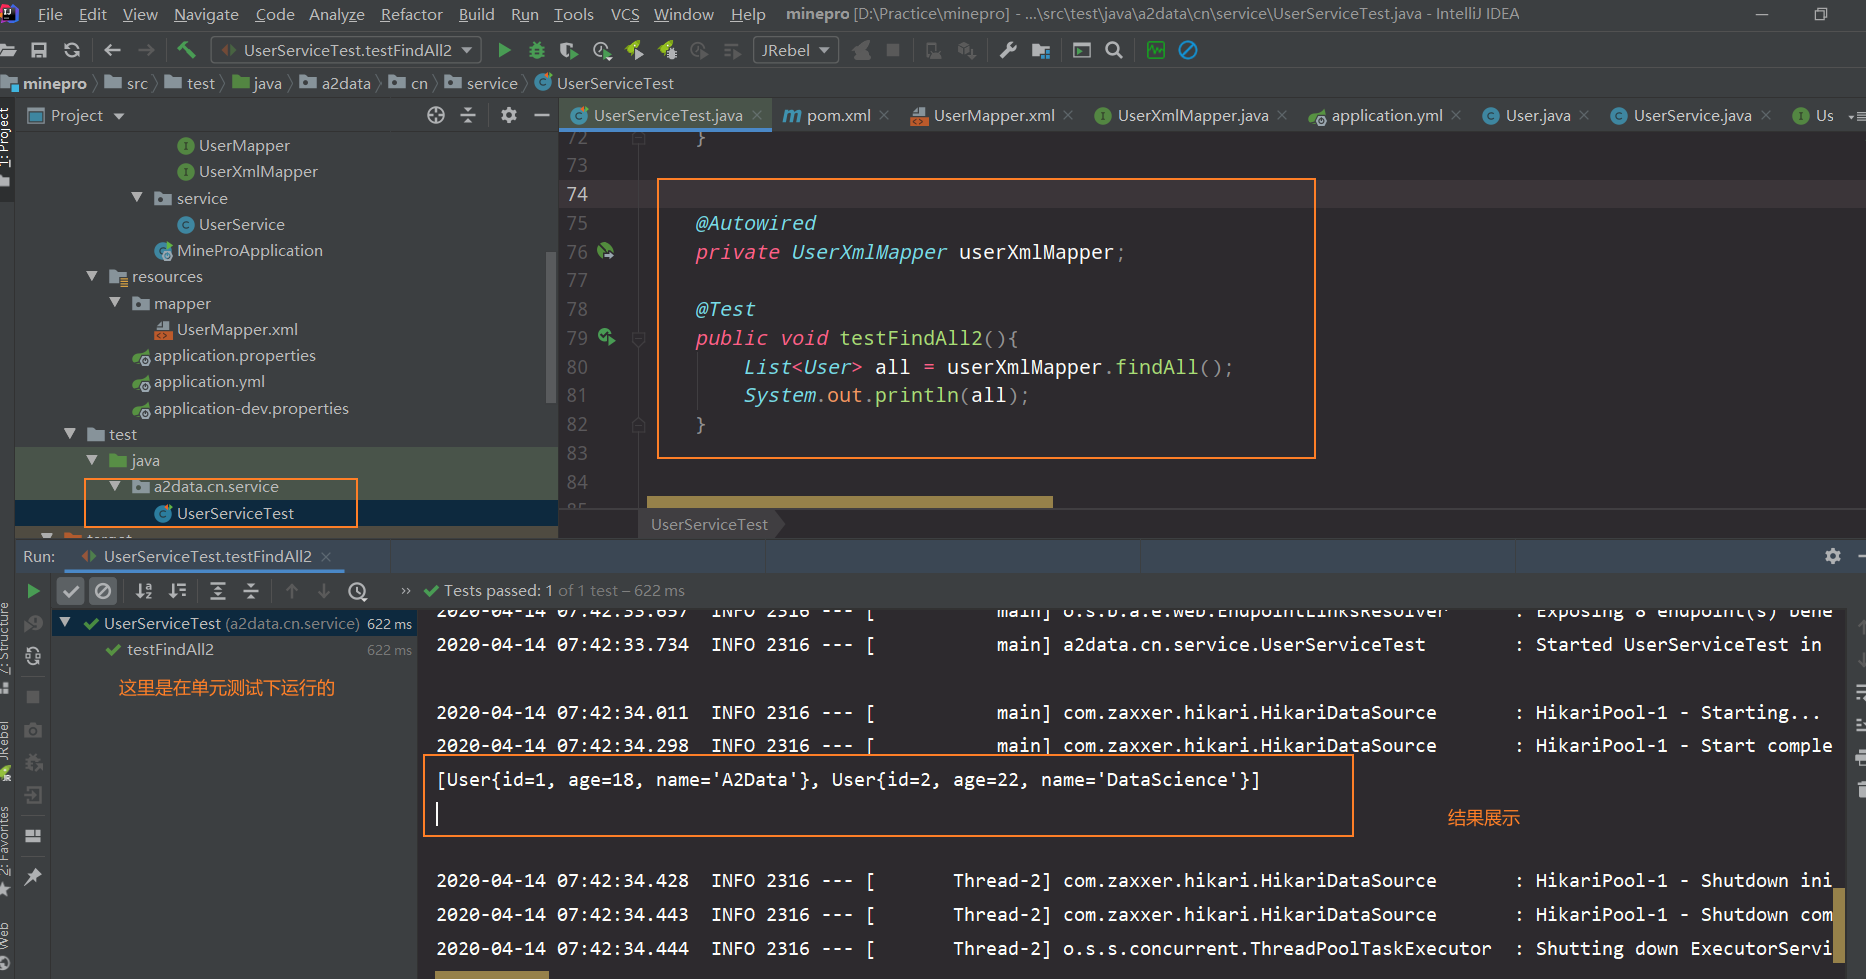 File Edit View Navigate Code Analyze Refactor Build Run Tools VCS Window Help minepro [D:\Practice\minepro] - ...\src\test\java\a2data\cn\service\UserServiceTest.java - IntelliJ IDEA
UserServiceTest.testFindAll2 JRebel
minepro src test java a2data cn service UserServiceTest
1: Project
Project
UserServiceTest.java pom.xml UserMapper.xml UserXmlMapper.java application.yml User.java UserService.java Us
UserMapper
UserXmlMapper
service
UserService
MineProApplication
resources
mapper
UserMapper.xml
application.properties
application.yml
application-dev.properties
test
java
a2data.cn.service
UserServiceTest
target
72 }
73
74
75 @Autowired
76 private UserXmlMapper userXmlMapper;
77
78 @Test
79 public void testFindAll2(){
80 List<User> all = userXmlMapper.findAll();
81 System.out.println(all);
82 }
83
84
85
UserServiceTest
Run: UserServiceTest.testFindAll2
Tests passed: 1 of 1 test – 622 ms
UserServiceTest (a2data.cn.service) 622 ms
testFindAll2 622 ms
这里是在单元测试下运行的
7: Structure
JRebel
2: Favorites
Web
2020-04-14 07:42:33.657 INFO 2316 --- [ main] o.s.b.a.e.web.EndpointLinksResolver : Exposing 8 endpoint(s) bene
2020-04-14 07:42:33.734 INFO 2316 --- [ main] a2data.cn.service.UserServiceTest : Started UserServiceTest in
2020-04-14 07:42:34.011 INFO 2316 --- [ main] com.zaxxer.hikari.HikariDataSource : HikariPool-1 - Starting...
2020-04-14 07:42:34.298 INFO 2316 --- [ main] com.zaxxer.hikari.HikariDataSource : HikariPool-1 - Start comple
[User{id=1, age=18, name='A2Data'}, User{id=2, age=22, name='DataScience'}]
结果展示
2020-04-14 07:42:34.428 INFO 2316 --- [ Thread-2] com.zaxxer.hikari.HikariDataSource : HikariPool-1 - Shutdown ini
2020-04-14 07:42:34.443 INFO 2316 --- [ Thread-2] com.zaxxer.hikari.HikariDataSource : HikariPool-1 - Shutdown com
2020-04-14 07:42:34.444 INFO 2316 --- [ Thread-2] o.s.s.concurrent.ThreadPoolTaskExecutor : Shutting down ExecutorServi